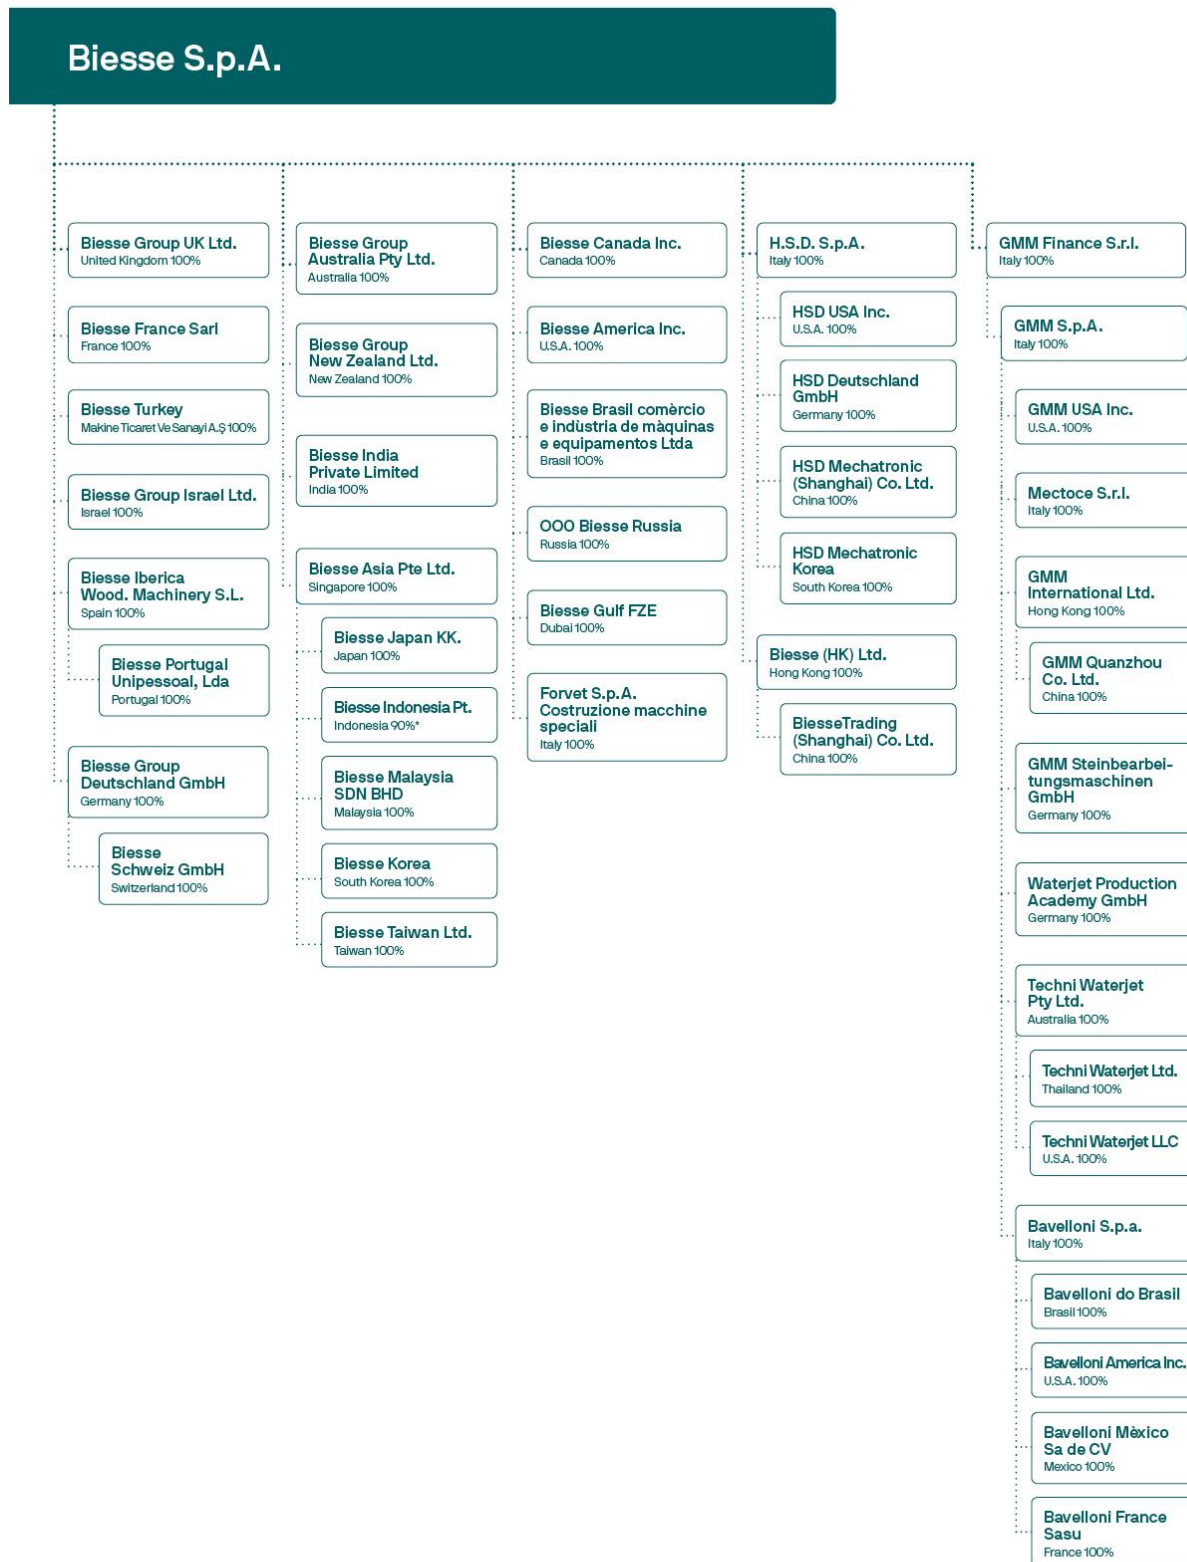 Biesse S.p.A.
Biesse Group UK Ltd.
United Kingdom 100%
Biesse France Sarl
France 100%
Biesse Turkey
Makine Ticaret Ve Sanayi A.Ş 100%
Biesse Group Israel Ltd.
Israel 100%
Biesse Iberica
Wood. Machinery S.L.
Spain 100%
Biesse Portugal
Unipessoal, Lda
Portugal 100%
Biesse Group
Deutschland GmbH
Germany 100%
Biesse
Schweiz GmbH
Switzerland 100%
Biesse Group
Australia Pty Ltd.
Australia 100%
Biesse Group
New Zealand Ltd.
New Zealand 100%
Biesse India
Private Limited
India 100%
Biesse Asia Pte Ltd.
Singapore 100%
Biesse Japan KK.
Japan 100%
Biesse Indonesia Pt.
Indonesia 90%*
Biesse Malaysia
SDN BHD
Malaysia 100%
Biesse Korea
South Korea 100%
Biesse Taiwan Ltd.
Taiwan 100%
Biesse Canada Inc.
Canada 100%
Biesse America Inc.
U.S.A. 100%
Biesse Brasil comèrcio
e indùstria de màquinas
e equipamentos Ltda
Brasil 100%
OOO Biesse Russia
Russia 100%
Biesse Gulf FZE
Dubai 100%
Forvet S.p.A.
Costruzione macchine
speciali
Italy 100%
H.S.D. S.p.A.
Italy 100%
HSD USA Inc.
U.S.A. 100%
HSD Deutschland
GmbH
Germany 100%
HSD Mechatronic
(Shanghai) Co. Ltd.
China 100%
HSD Mechatronic
Korea
South Korea 100%
Biesse (HK) Ltd.
Hong Kong 100%
BiesseTrading
(Shanghai) Co. Ltd.
China 100%
GMM Finance S.r.l.
Italy 100%
GMM S.p.A.
Italy 100%
GMM USA Inc.
U.S.A. 100%
Mectoce S.r.l.
Italy 100%
GMM
International Ltd.
Hong Kong 100%
GMM Quanzhou
Co. Ltd.
China 100%
GMM Steinbearbei-
tungsmaschinen
GmbH
Germany 100%
Waterjet Production
Academy GmbH
Germany 100%
Techni Waterjet
Pty Ltd.
Australia 100%
Techni Waterjet Ltd.
Thailand 100%
Techni Waterjet LLC
U.S.A. 100%
Bavelloni S.p.a.
Italy 100%
Bavelloni do Brasil
Brasil 100%
Bavelloni America Inc.
U.S.A. 100%
Bavelloni Mèxico
Sa de CV
Mexico 100%
Bavelloni France
Sasu
France 100%